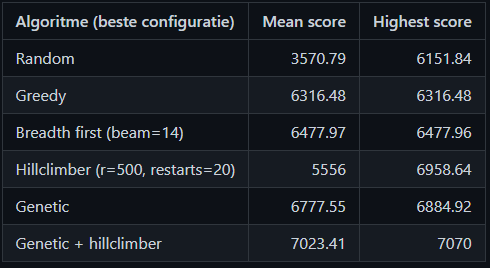 Algoritme (beste configuratie) Mean score Highest score
Random 3570.79 6151.84
Greedy 6316.48 6316.48
Breadth first (beam=14) 6477.97 6477.96
Hillclimber (r=500, restarts=20) 5556 6958.64
Genetic 6777.55 6884.92
Genetic + hillclimber 7023.41 7070